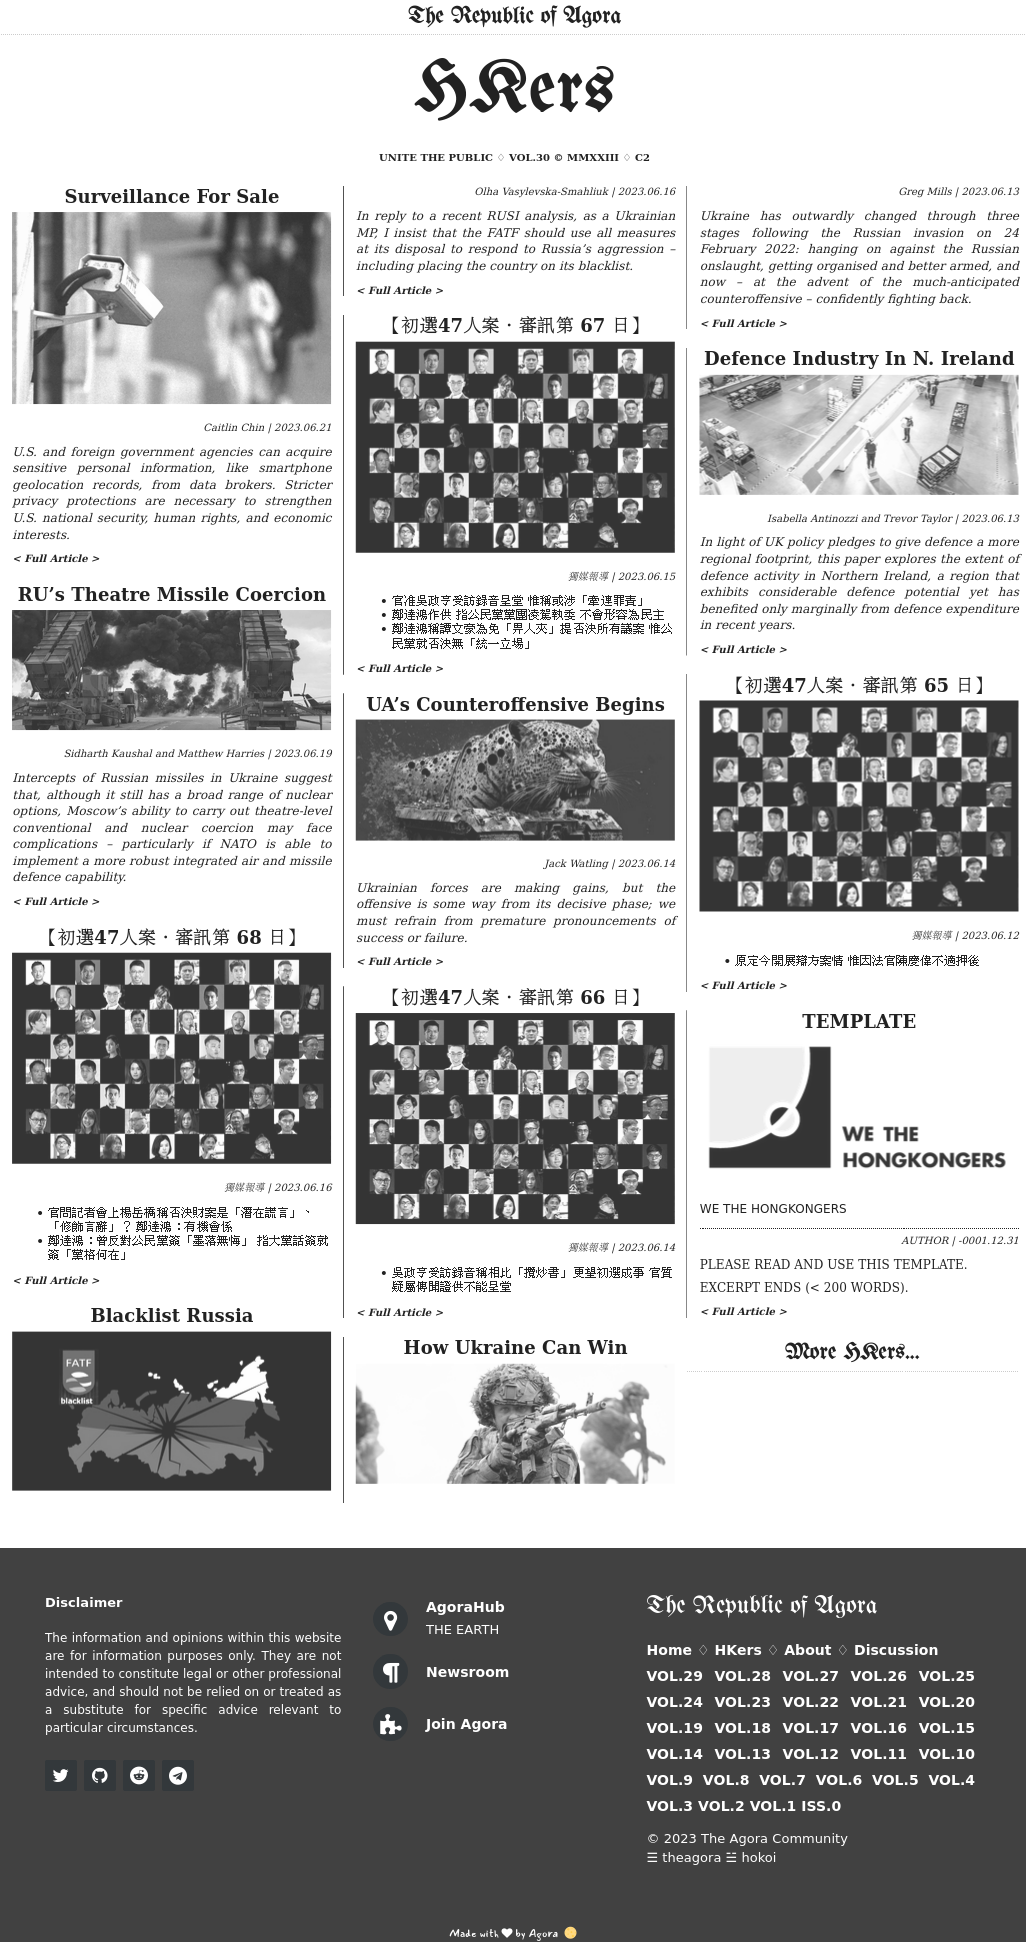 The Republic of Agora
HKers
UNITE THE PUBLIC ♢ VOL.30 © MMXXIII ♢ C2
Surveillance For Sale
Caitlin Chin | 2023.06.21
U.S. and foreign government agencies can acquire
sensitive personal information, like smartphone
geolocation records, from data brokers. Stricter
privacy protections are necessary to strengthen
U.S. national security, human rights, and economic
interests.
< Full Article >
RU’s Theatre Missile Coercion
Sidharth Kaushal and Matthew Harries | 2023.06.19
Intercepts of Russian missiles in Ukraine suggest
that, although it still has a broad range of nuclear
options, Moscow’s ability to carry out theatre-level
conventional and nuclear coercion may face
complications – particularly if NATO is able to
implement a more robust integrated air and missile
defence capability.
< Full Article >
【初選47人案・審訊第 68 日】
獨媒報導 | 2023.06.16
• 官問記者會上楊岳橋稱否決財案是「潛在謊言」、
「修飾言辭」？ 鄭達鴻：有機會係
• 鄭達鴻：曾反對公民黨簽「墨落無悔」 指大黨話簽就
簽「黨格何在」
< Full Article >
Blacklist Russia
FATF
blacklist
Olha Vasylevska-Smahliuk | 2023.06.16
In reply to a recent RUSI analysis, as a Ukrainian
MP, I insist that the FATF should use all measures
at its disposal to respond to Russia’s aggression –
including placing the country on its blacklist.
< Full Article >
【初選47人案・審訊第 67 日】
獨媒報導 | 2023.06.15
• 官准吳政亨受訪錄音呈堂 惟稱或涉「牽連罪責」
• 鄭達鴻作供 指公民黨黨團凌駕執委 不會形容為民主
• 鄭達鴻稱譚文豪為免「畀人夾」提否決所有議案 惟公
民黨就否決無「統一立場」
< Full Article >
UA’s Counteroffensive Begins
Jack Watling | 2023.06.14
Ukrainian forces are making gains, but the
offensive is some way from its decisive phase; we
must refrain from premature pronouncements of
success or failure.
< Full Article >
【初選47人案・審訊第 66 日】
獨媒報導 | 2023.06.14
• 吳政亨受訪錄音稱相比「攬炒書」更望初選成事 官質
疑屬傳聞證供不能呈堂
< Full Article >
How Ukraine Can Win
Greg Mills | 2023.06.13
Ukraine has outwardly changed through three
stages following the Russian invasion on 24
February 2022: hanging on against the Russian
onslaught, getting organised and better armed, and
now – at the advent of the much-anticipated
counteroffensive – confidently fighting back.
< Full Article >
Defence Industry In N. Ireland
Isabella Antinozzi and Trevor Taylor | 2023.06.13
In light of UK policy pledges to give defence a more
regional footprint, this paper explores the extent of
defence activity in Northern Ireland, a region that
exhibits considerable defence potential yet has
benefited only marginally from defence expenditure
in recent years.
< Full Article >
【初選47人案・審訊第 65 日】
獨媒報導 | 2023.06.12
• 原定今開展辯方案情 惟因法官陳慶偉不適押後
< Full Article >
TEMPLATE
WE THE
HONGKONGERS
WE THE HONGKONGERS
AUTHOR | -0001.12.31
PLEASE READ AND USE THIS TEMPLATE.
EXCERPT ENDS (< 200 WORDS).
< Full Article >
More HKers...
Disclaimer
The information and opinions within this website
are for information purposes only. They are not
intended to constitute legal or other professional
advice, and should not be relied on or treated as
a substitute for specific advice relevant to
particular circumstances.
AgoraHub
THE EARTH
Newsroom
Join Agora
The Republic of Agora
Home ♢ HKers ♢ About ♢ Discussion
VOL.29 VOL.28 VOL.27 VOL.26 VOL.25
VOL.24 VOL.23 VOL.22 VOL.21 VOL.20
VOL.19 VOL.18 VOL.17 VOL.16 VOL.15
VOL.14 VOL.13 VOL.12 VOL.11 VOL.10
VOL.9 VOL.8 VOL.7 VOL.6 VOL.5 VOL.4
VOL.3 VOL.2 VOL.1 ISS.0
© 2023 The Agora Community
☰ theagora ☱ hokoi
Made with ❤ by Agora